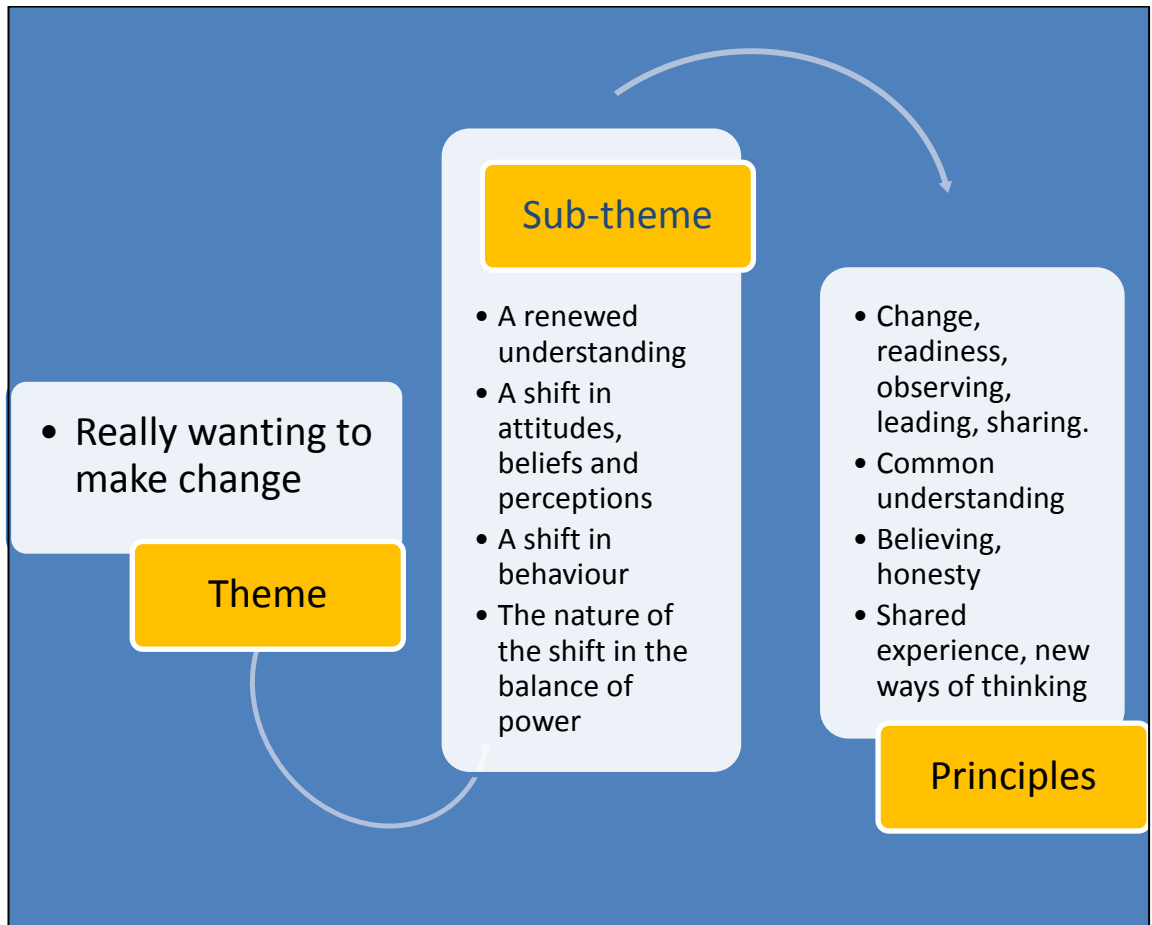 • Really wanting to
make change
Theme
Sub-theme
• A renewed
understanding
• A shift in
attitudes,
beliefs and
perceptions
• A shift in
behaviour
• The nature of
the shift in the
balance of
power
• Change,
readiness,
observing,
leading, sharing.
• Common
understanding
• Believing,
honesty
• Shared
experience, new
ways of thinking
Principles